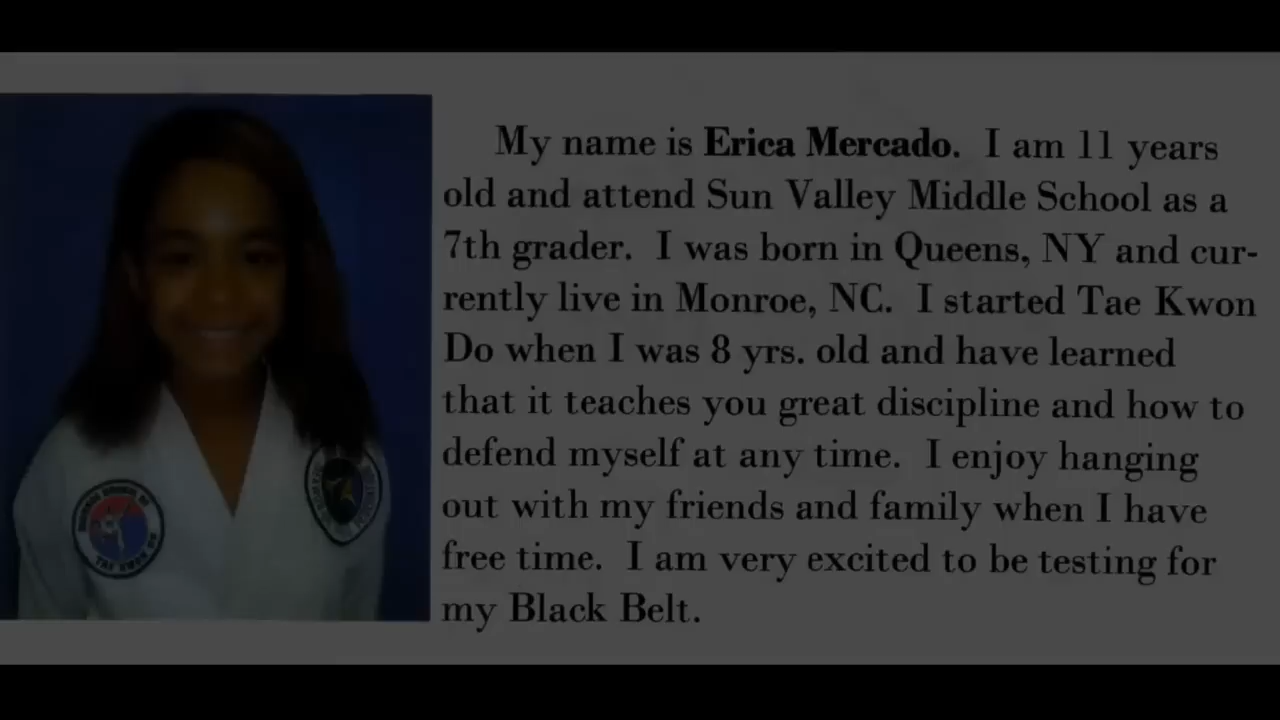 My name is Erica Mercado. I am 11 years
old and attend Sun Valley Middle School as a
7th grader. I was born in Queens, NY and cur-
rently live in Monroe, NC. I started Tae Kwon
Do when I was 8 yrs. old and have learned
that it teaches you great discipline and how to
defend myself at any time. I enjoy hanging
out with my friends and family when I have
free time. I am very excited to be testing for
my Black Belt.
TAE KWON DO